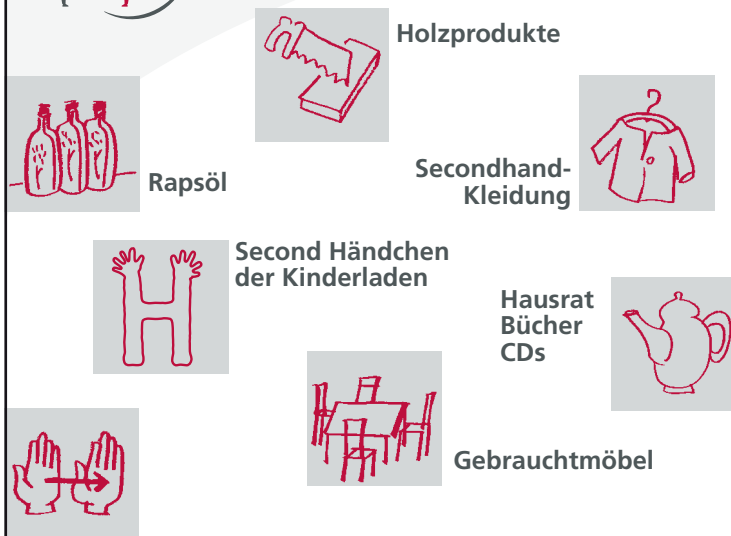 Holzprodukte
Rapsöl
Secondhand-
Kleidung
Second Händchen
der Kinderladen
Hausrat
Bücher
CDs
Gebrauchtmöbel